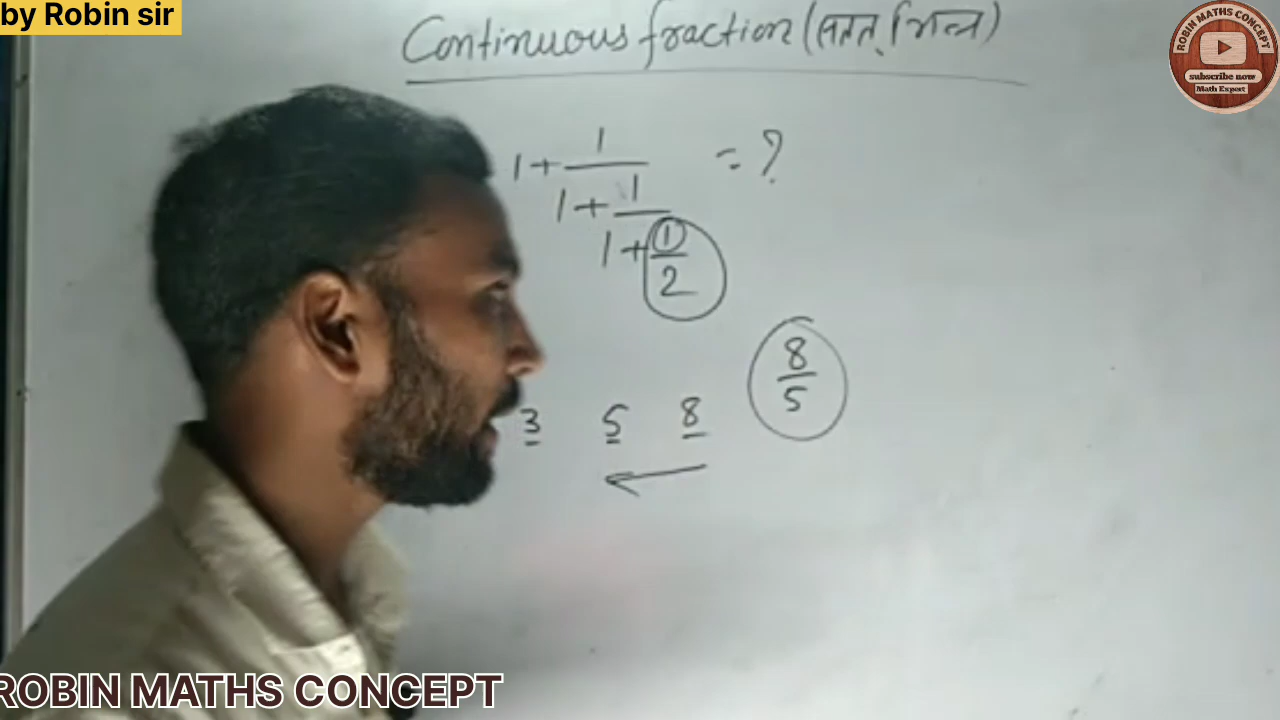 by Robin sir
Continuous fraction (सतत् भिन्न)
ROBIN MATHS CONCEPT
subscribe now
Math Expert
1 + 1
= ?
1 + 1
1 + 1
2
8
5
3 5 8
ROBIN MATHS CONCEPT